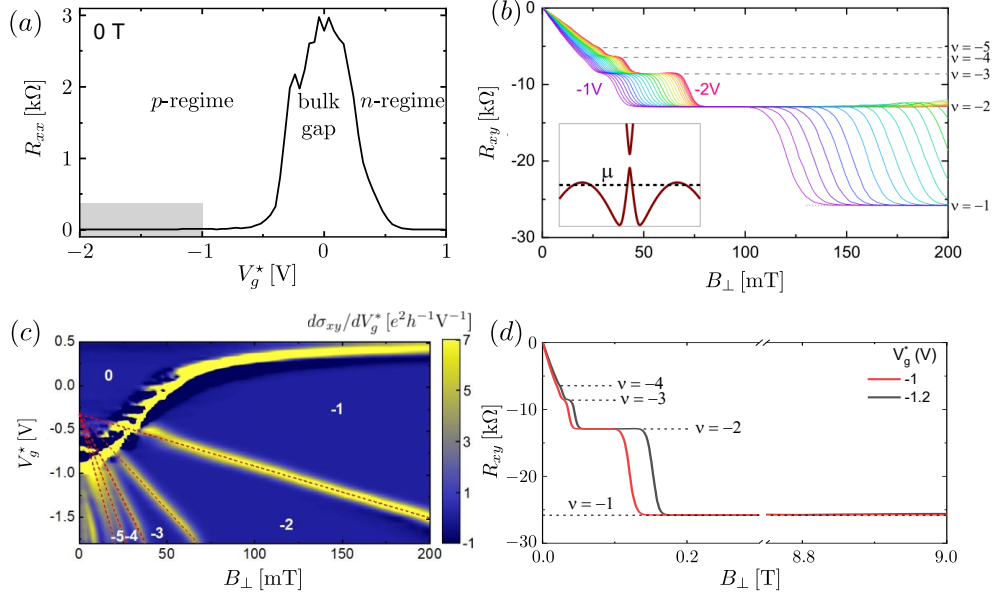 (a)
0 T
p-regime
bulk
gap
n-regime
R_xx [kΩ]
3
2
1
0
−2
−1
0
1
V_g^⋆ [V]
(b)
-1V
-2V
μ
ν=−5
ν=−4
ν=−3
ν=−2
ν=−1
R_xy [kΩ]
0
-10
-20
-30
0
50
100
150
200
B_⊥ [mT]
(c)
dσ_xy/dV_g^* [e²h⁻¹V⁻¹]
7
5
3
1
-1
0
-1
-2
-3
-4
-5
V_g^⋆ [V]
0.5
0.0
-0.5
-1.0
-1.5
0
50
100
150
200
B_⊥ [mT]
(d)
V_g^* (V)
-1
-1.2
ν=−4
ν=−3
ν=−2
ν=−1
R_xy [kΩ]
0
−10
−20
−30
0.0
0.2
8.8
9.0
B_⊥ [T]